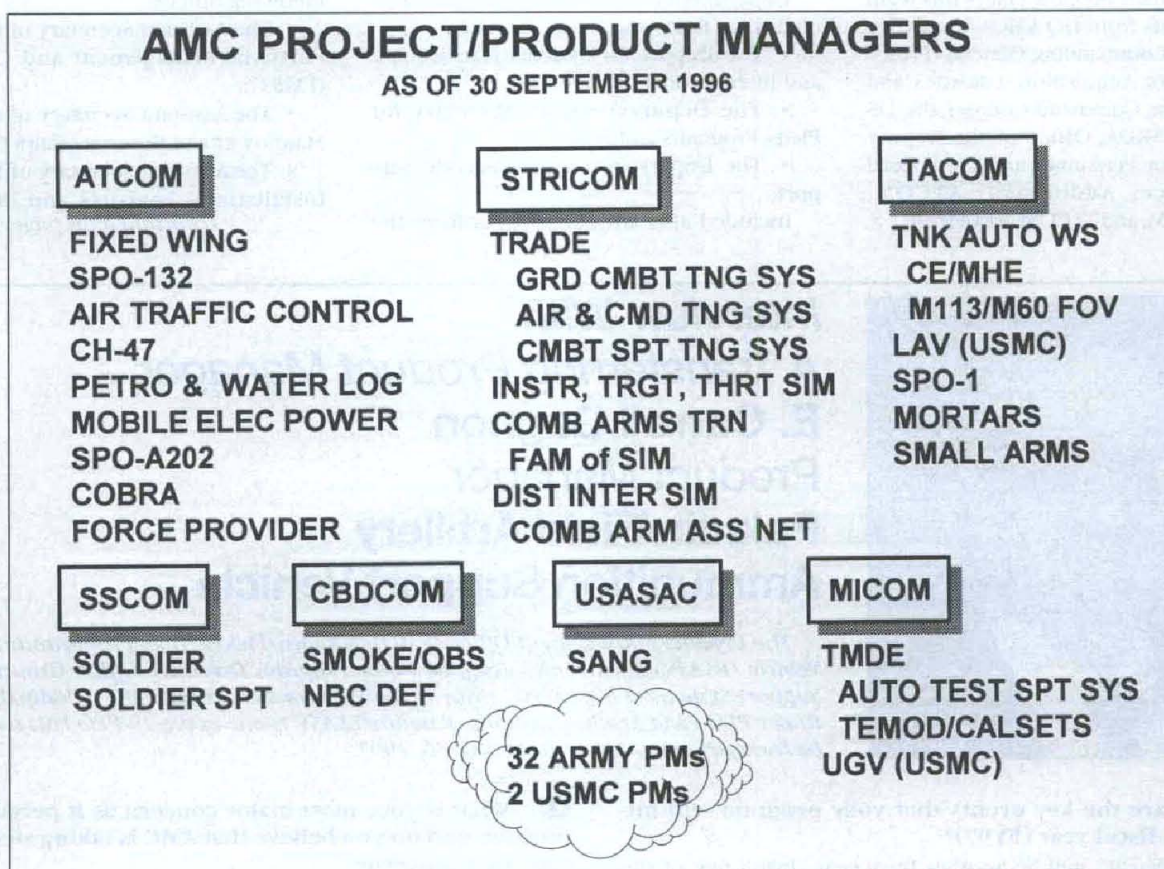 AMC PROJECT/PRODUCT MANAGERS
AS OF 30 SEPTEMBER 1996
ATCOM
FIXED WING
SPO-132
AIR TRAFFIC CONTROL
CH-47
PETRO & WATER LOG
MOBILE ELEC POWER
SPO-A202
COBRA
FORCE PROVIDER
STRICOM
TRADE
GRD CMBT TNG SYS
AIR & CMD TNG SYS
CMBT SPT TNG SYS
INSTR, TRGT, THRT SIM
COMB ARMS TRN
FAM of SIM
DIST INTER SIM
COMB ARM ASS NET
TACOM
TNK AUTO WS
CE/MHE
M113/M60 FOV
LAV (USMC)
SPO-1
MORTARS
SMALL ARMS
SSCOM
SOLDIER
SOLDIER SPT
CBDCOM
SMOKE/OBS
NBC DEF
USASAC
SANG
MICOM
TMDE
AUTO TEST SPT SYS
TEMOD/CALSETS
UGV (USMC)
32 ARMY PMs
2 USMC PMs